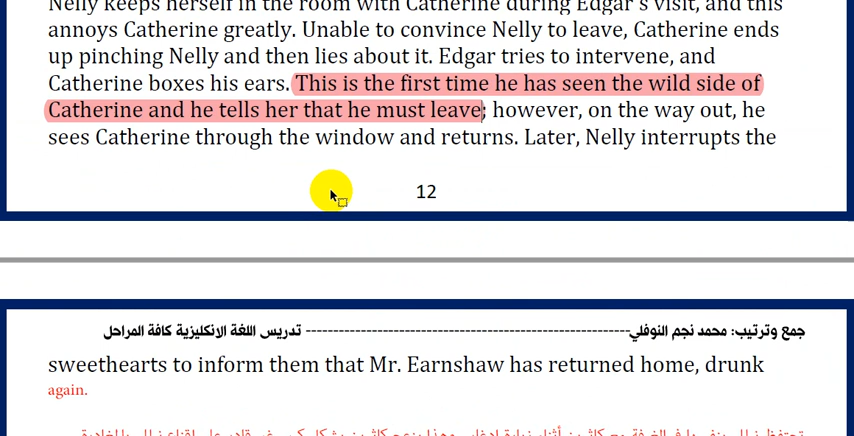 Nelly keeps herself in the room with Catherine during Edgar's visit, and this
annoys Catherine greatly. Unable to convince Nelly to leave, Catherine ends
up pinching Nelly and then lies about it. Edgar tries to intervene, and
Catherine boxes his ears. This is the first time he has seen the wild side of
Catherine and he tells her that he must leave; however, on the way out, he
sees Catherine through the window and returns. Later, Nelly interrupts the
12
جمع وترتيب: محمد نجم النوفلي------------------------------------------------ تدريس اللغة الانكليزية كافة المراحل
sweethearts to inform them that Mr. Earnshaw has returned home, drunk
again.